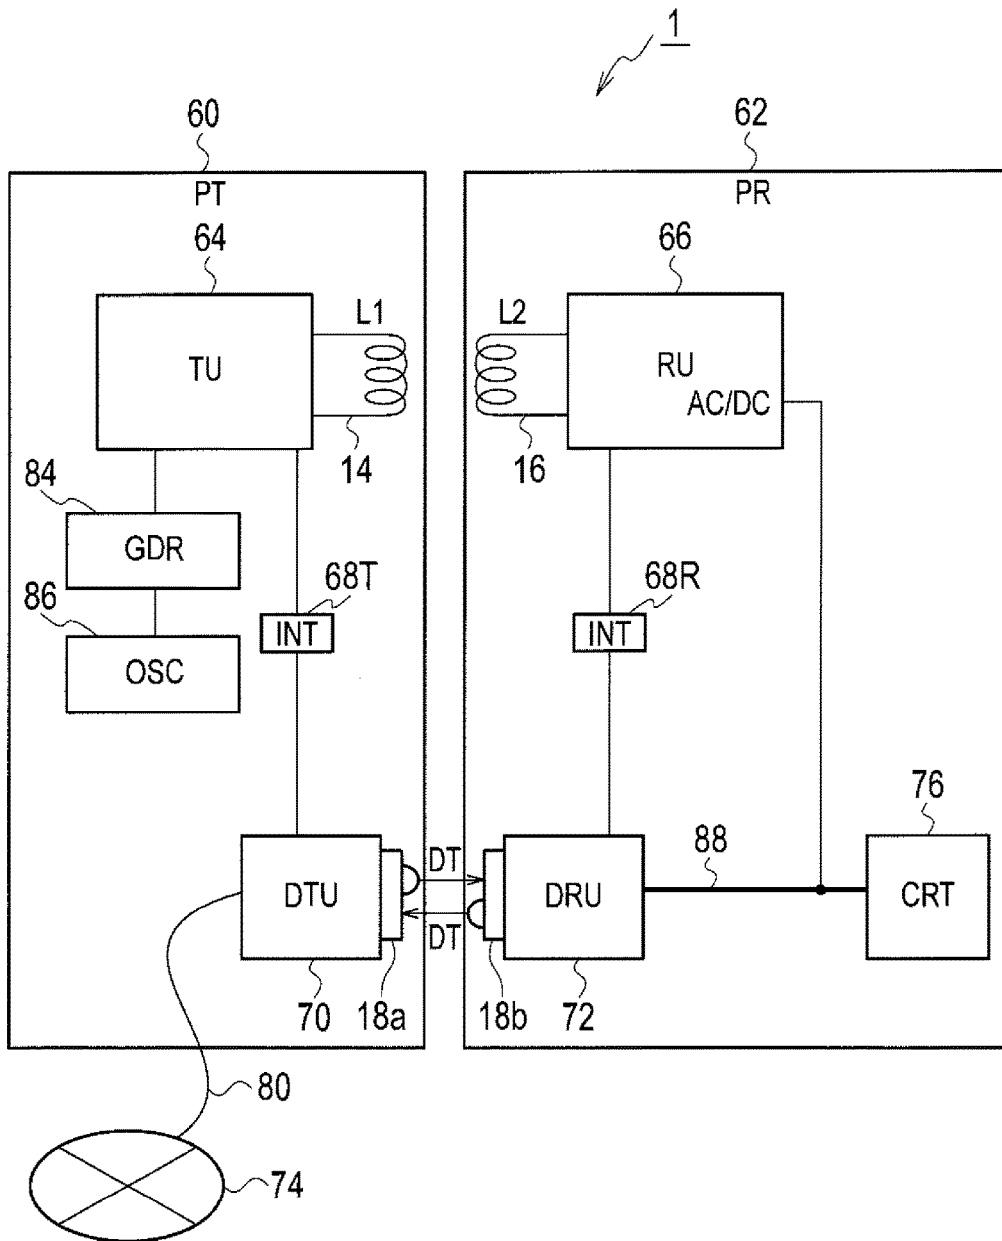 1
60
62
PT
PR
64
66
L1
L2
TU
RU
AC/DC
14
16
84
GDR
68T
68R
86
INT
INT
OSC
76
88
DT
DTU
DRU
CRT
DT
70
18a
18b
72
80
74